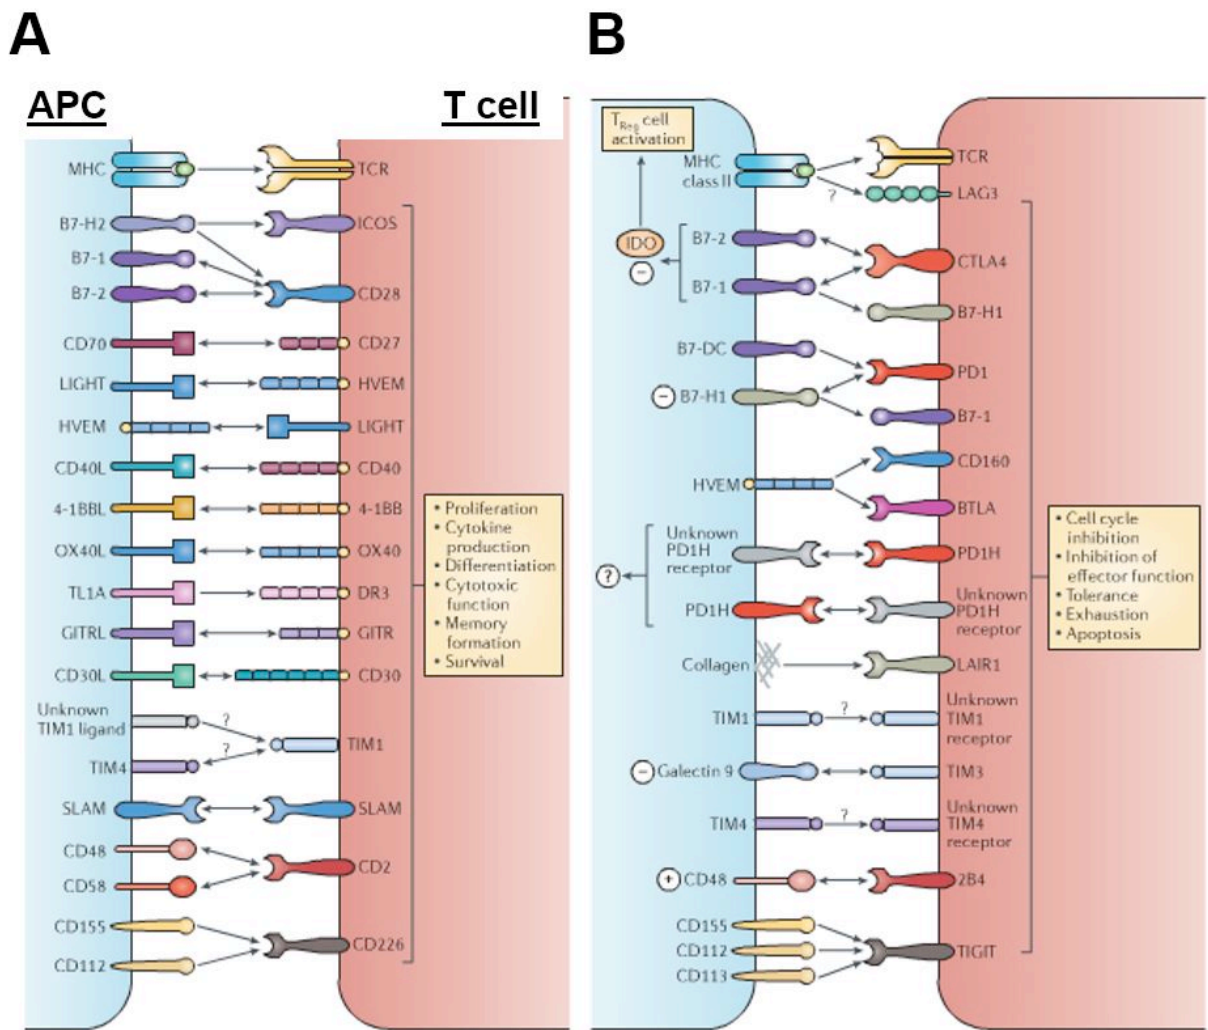 A
APC
T cell
MHC
TCR
B7-H2
ICOS
B7-1
B7-2
CD28
CD70
CD27
LIGHT
HVEM
HVEM
LIGHT
CD40L
CD40
4-1BBL
4-1BB
OX40L
OX40
TL1A
DR3
GITRL
GITR
CD30L
CD30
Unknown
TIM1 ligand
?
?
TIM1
TIM4
SLAM
SLAM
CD48
CD2
CD58
CD155
CD226
CD112
• Proliferation
• Cytokine
production
• Differentiation
• Cytotoxic
function
• Memory
formation
• Survival
B
TReg cell
activation
MHC
class II
TCR
?
LAG3
IDO
−
B7-2
CTLA4
B7-1
B7-H1
B7-DC
PD1
− B7-H1
B7-1
CD160
HVEM
BTLA
Unknown
PD1H
receptor
PD1H
?
PD1H
Unknown
PD1H
receptor
Collagen
LAIR1
TIM1
?
Unknown
TIM1
receptor
− Galectin 9
TIM3
TIM4
?
Unknown
TIM4
receptor
+ CD48
2B4
CD155
CD112
TIGIT
CD113
• Cell cycle
inhibition
• Inhibition of
effector function
• Tolerance
• Exhaustion
• Apoptosis